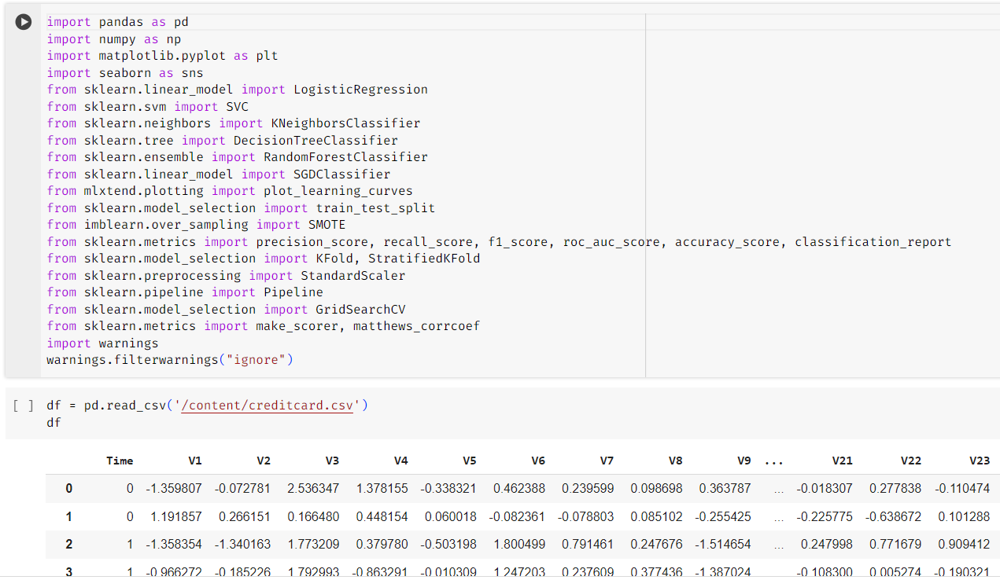 import pandas as pd
import numpy as np
import matplotlib.pyplot as plt
import seaborn as sns
from sklearn.linear_model import LogisticRegression
from sklearn.svm import SVC
from sklearn.neighbors import KNeighborsClassifier
from sklearn.tree import DecisionTreeClassifier
from sklearn.ensemble import RandomForestClassifier
from sklearn.linear_model import SGDClassifier
from mlxtend.plotting import plot_learning_curves
from sklearn.model_selection import train_test_split
from imblearn.over_sampling import SMOTE
from sklearn.metrics import precision_score, recall_score, f1_score, roc_auc_score, accuracy_score, classification_report
from sklearn.model_selection import KFold, StratifiedKFold
from sklearn.preprocessing import StandardScaler
from sklearn.pipeline import Pipeline
from sklearn.model_selection import GridSearchCV
from sklearn.metrics import make_scorer, matthews_corrcoef
import warnings
warnings.filterwarnings("ignore")
[ ] df = pd.read_csv('/content/creditcard.csv')
df
Time V1 V2 V3 V4 V5 V6 V7 V8 V9 ... V21 V22 V23
0 0 -1.359807 -0.072781 2.536347 1.378155 -0.338321 0.462388 0.239599 0.098698 0.363787 ... -0.018307 0.277838 -0.110474
1 0 1.191857 0.266151 0.166480 0.448154 0.060018 -0.082361 -0.078803 0.085102 -0.255425 ... -0.225775 -0.638672 0.101288
2 1 -1.358354 -1.340163 1.773209 0.379780 -0.503198 1.800499 0.791461 0.247676 -1.514654 ... 0.247998 0.771679 0.909412
3 1 -0.966272 -0.185226 1.792993 -0.863291 -0.010309 1.247203 0.237609 0.377436 -1.387024 ... -0.108300 0.005274 -0.190321